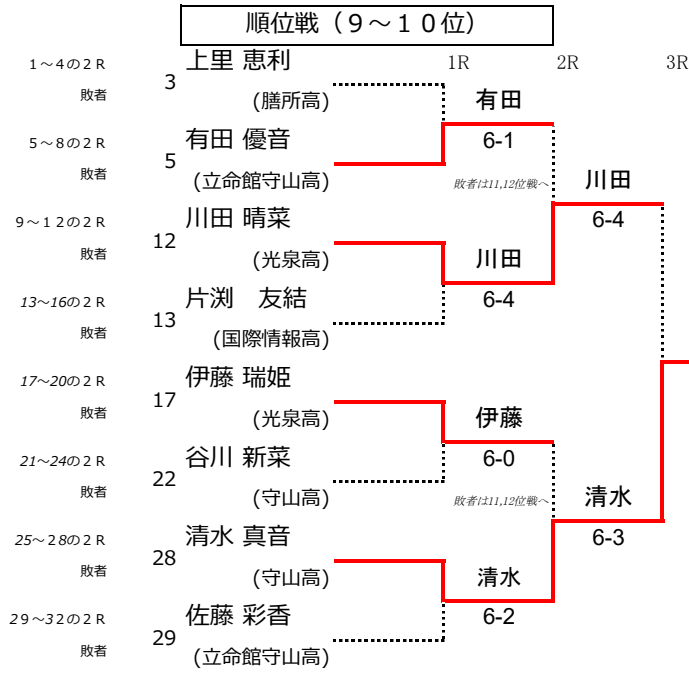 順位戦（９～１０位）
1R 2R 3R
1～4の2Ｒ
敗者
3
上里 恵利
(膳所高)
有田
6-1
5～8の2Ｒ
敗者
5
有田 優音
(立命館守山高)
敗者は11,12位戦へ
川田
6-4
9～12の2Ｒ
敗者
12
川田 晴菜
(光泉高)
川田
6-4
13～16の2Ｒ
敗者
13
片渕　友結
(国際情報高)
17～20の2Ｒ
敗者
17
伊藤 瑞姫
(光泉高)
伊藤
6-0
21～24の2Ｒ
敗者
22
谷川 新菜
(守山高)
敗者は11,12位戦へ
清水
6-3
25～28の2Ｒ
敗者
28
清水 真音
(守山高)
清水
6-2
29～32の2Ｒ
敗者
29
佐藤 彩香
(立命館守山高)